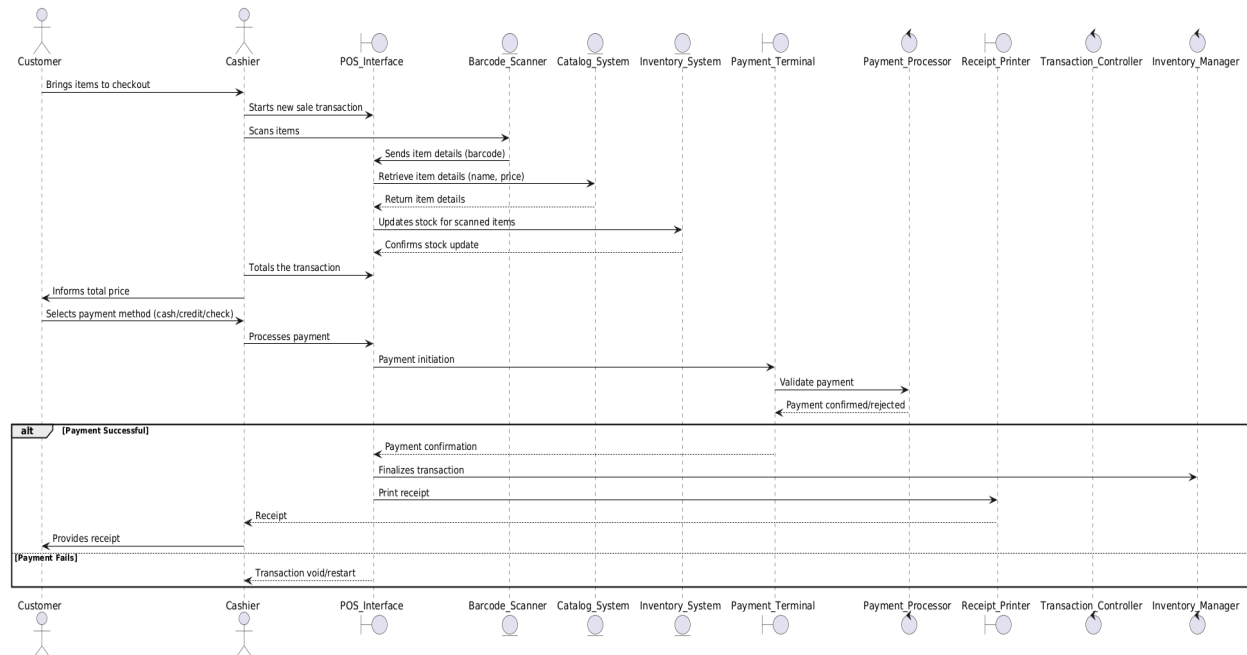 Customer Cashier POS_Interface Barcode_Scanner Catalog_System Inventory_System Payment_Terminal Payment_Processor Receipt_Printer Transaction_Controller Inventory_Manager
Brings items to checkout
Starts new sale transaction
Scans items
Sends item details (barcode)
Retrieve item details (name, price)
Return item details
Updates stock for scanned items
Confirms stock update
Totals the transaction
Informs total price
Selects payment method (cash/credit/check)
Processes payment
Payment initiation
Validate payment
Payment confirmed/rejected
alt [Payment Successful]
Payment confirmation
Finalizes transaction
Print receipt
Receipt
Provides receipt
[Payment Fails]
Transaction void/restart
Customer Cashier POS_Interface Barcode_Scanner Catalog_System Inventory_System Payment_Terminal Payment_Processor Receipt_Printer Transaction_Controller Inventory_Manager